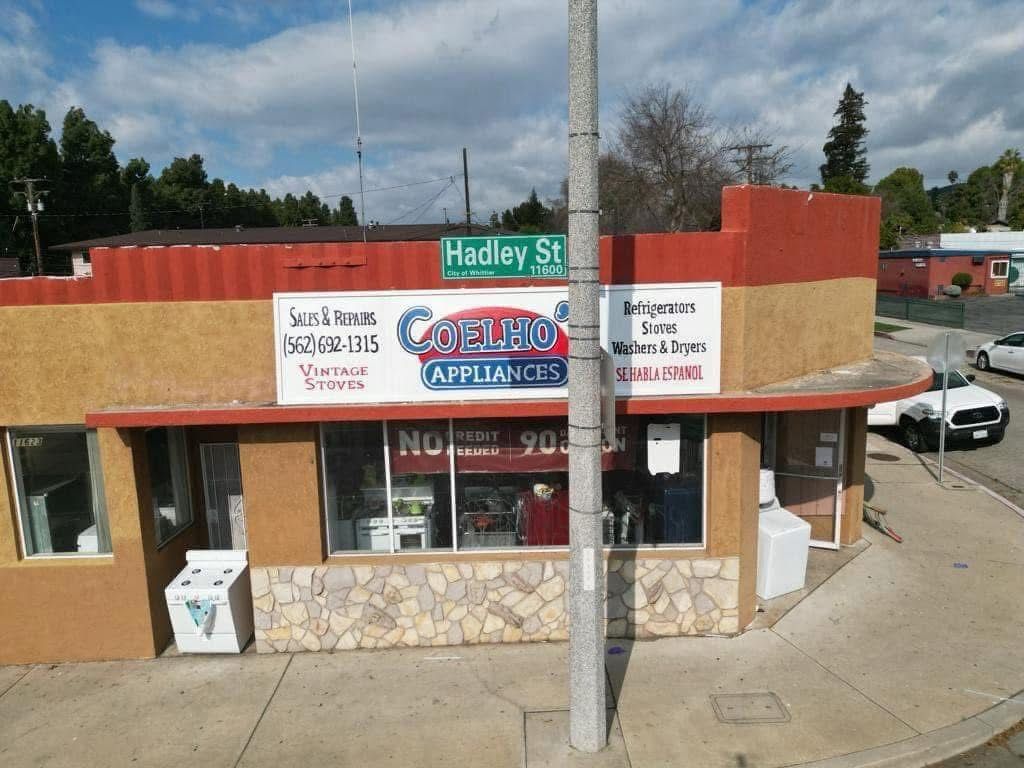 Hadley St
City of Whittier 11600
Sales & Repairs
(562) 692-1315
Vintage
Stoves
Coelho's
Appliances
Refrigerators
Stoves
Washers & Dryers
SE HABLA ESPANOL
11623
NO CREDIT
NEEDED
90